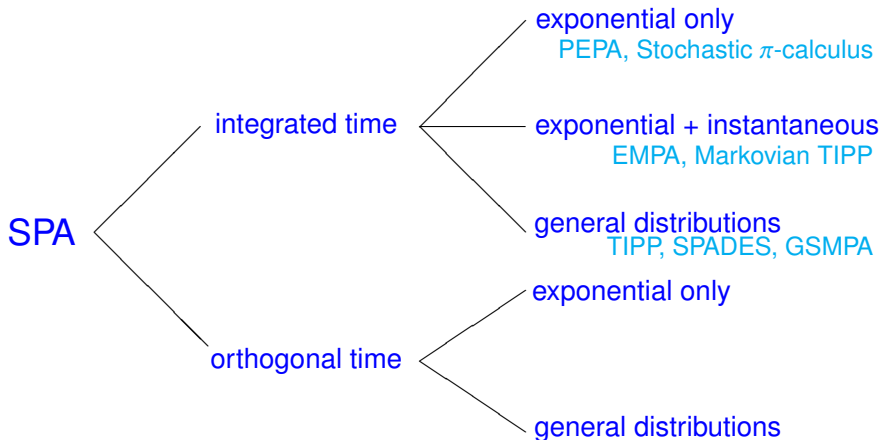 exponential only
PEPA, Stochastic π-calculus
integrated time
exponential + instantaneous
EMPA, Markovian TIPP
SPA
general distributions
TIPP, SPADES, GSMPA
exponential only
orthogonal time
general distributions